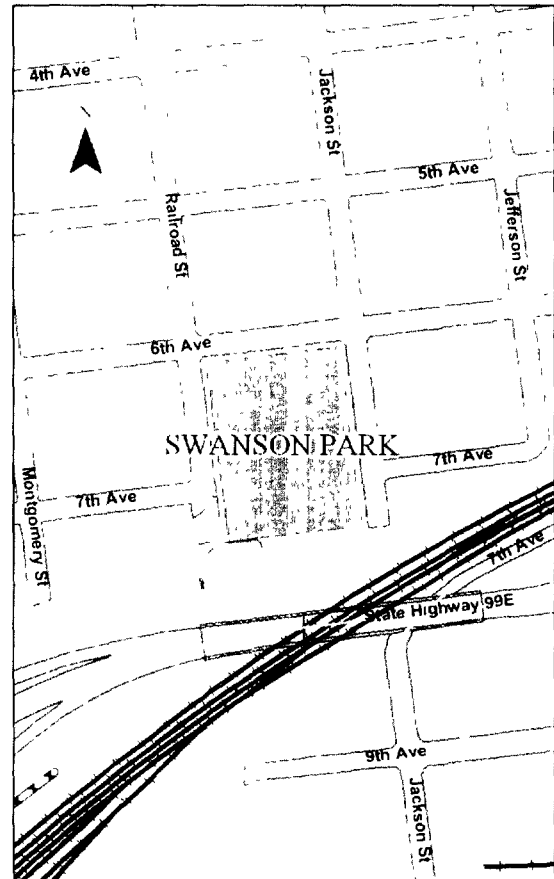 4th Ave
Jackson St
5th Ave
Railroad St
Jefferson St
6th Ave
SWANSON PARK
7th Ave
Montgomery St
7th Ave
7th Ave
State Highway 99E
9th Ave
Jackson St